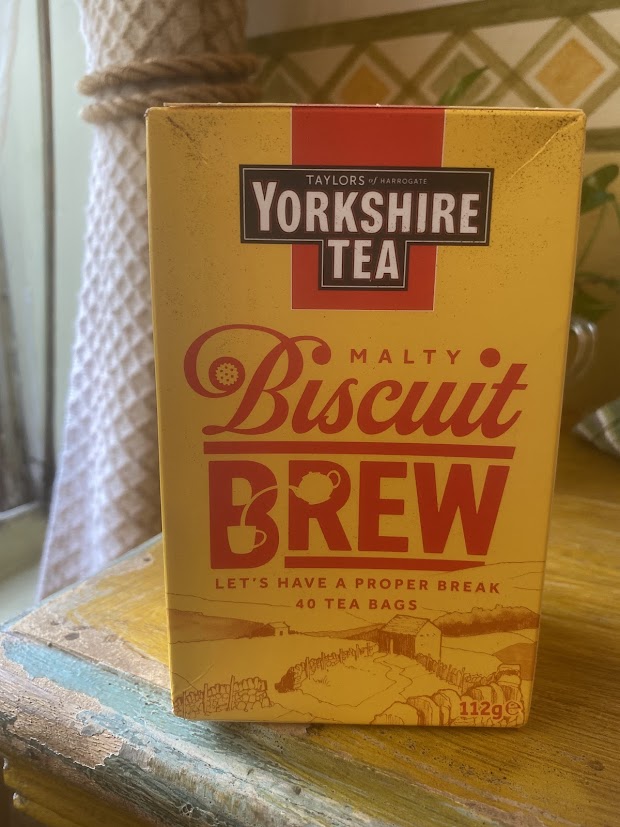 TAYLORS of HARROGATE
YORKSHIRE
TEA
MALTY
Biscuit
BREW
LET'S HAVE A PROPER BREAK
40 TEA BAGS
112g℮